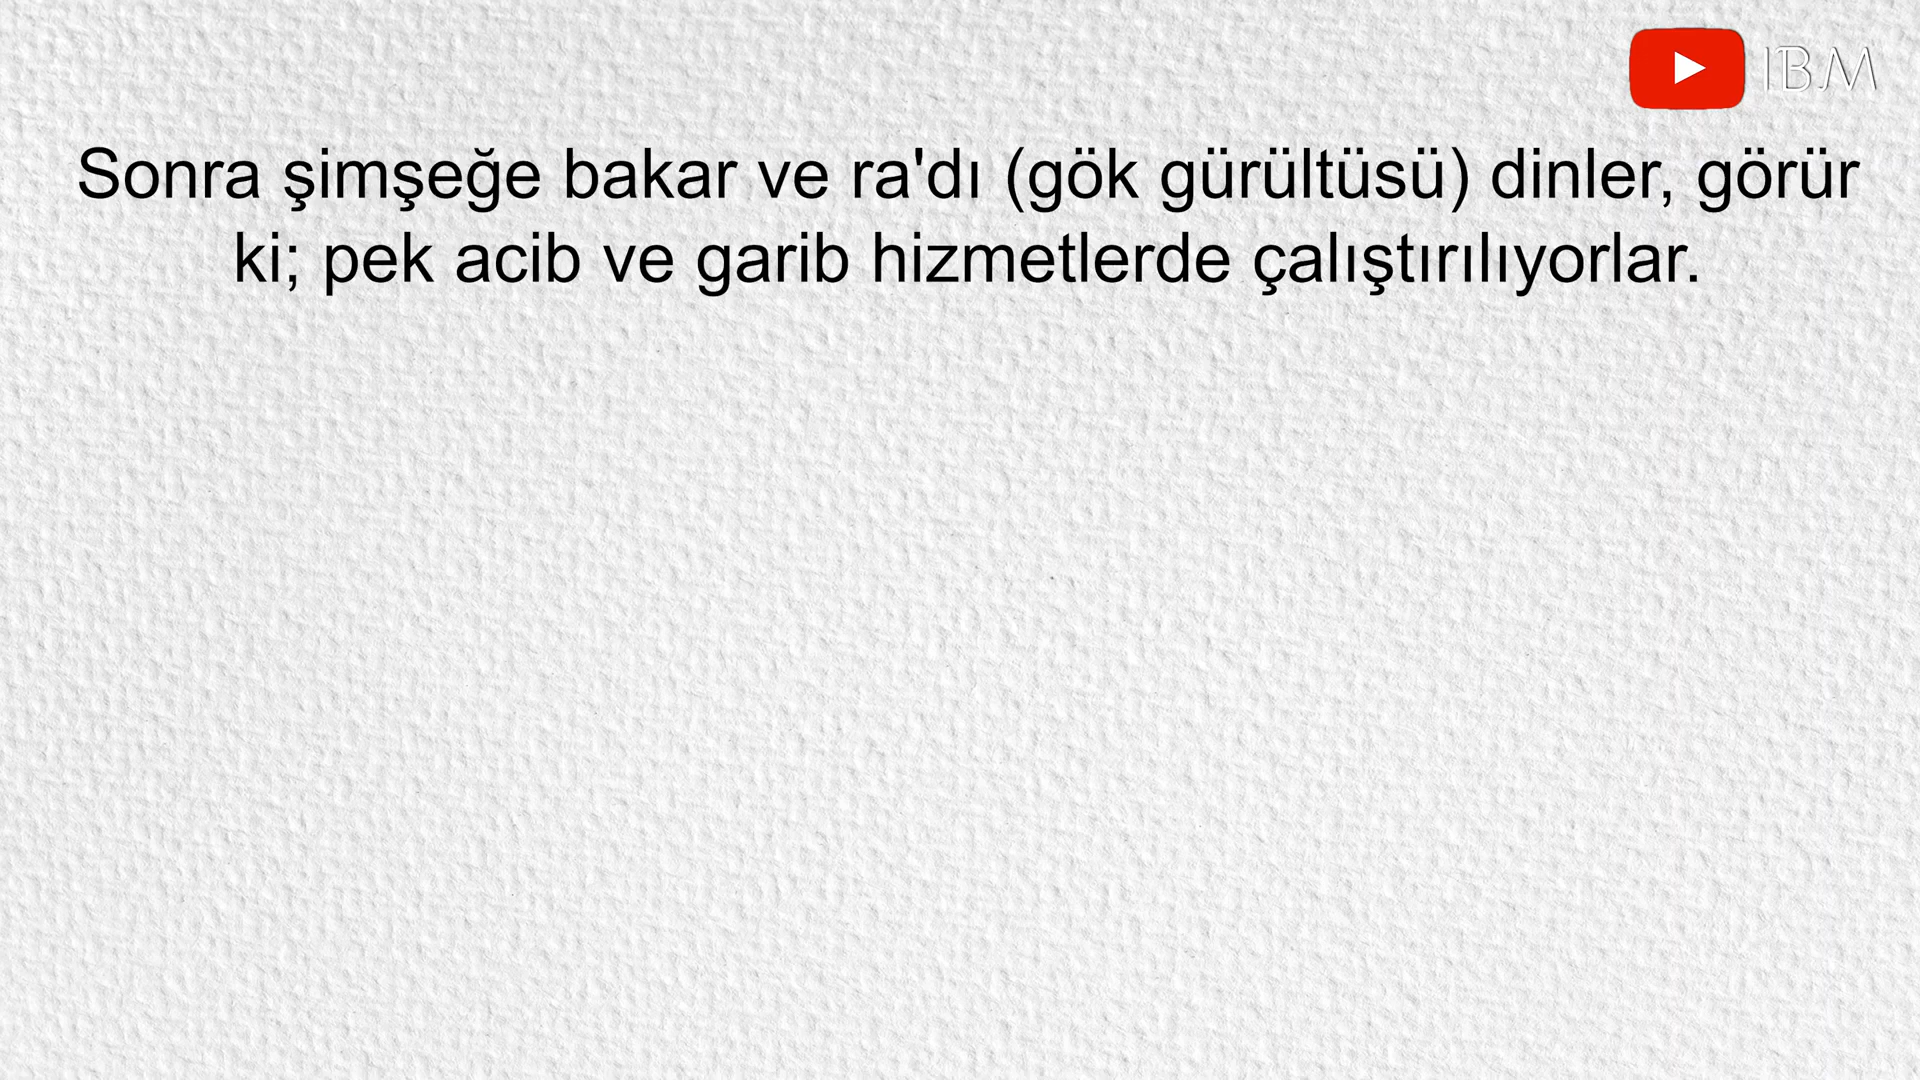 IBM
Sonra şimşeğe bakar ve ra'dı (gök gürültüsü) dinler, görür
ki; pek acib ve garib hizmetlerde çalıştırılıyorlar.